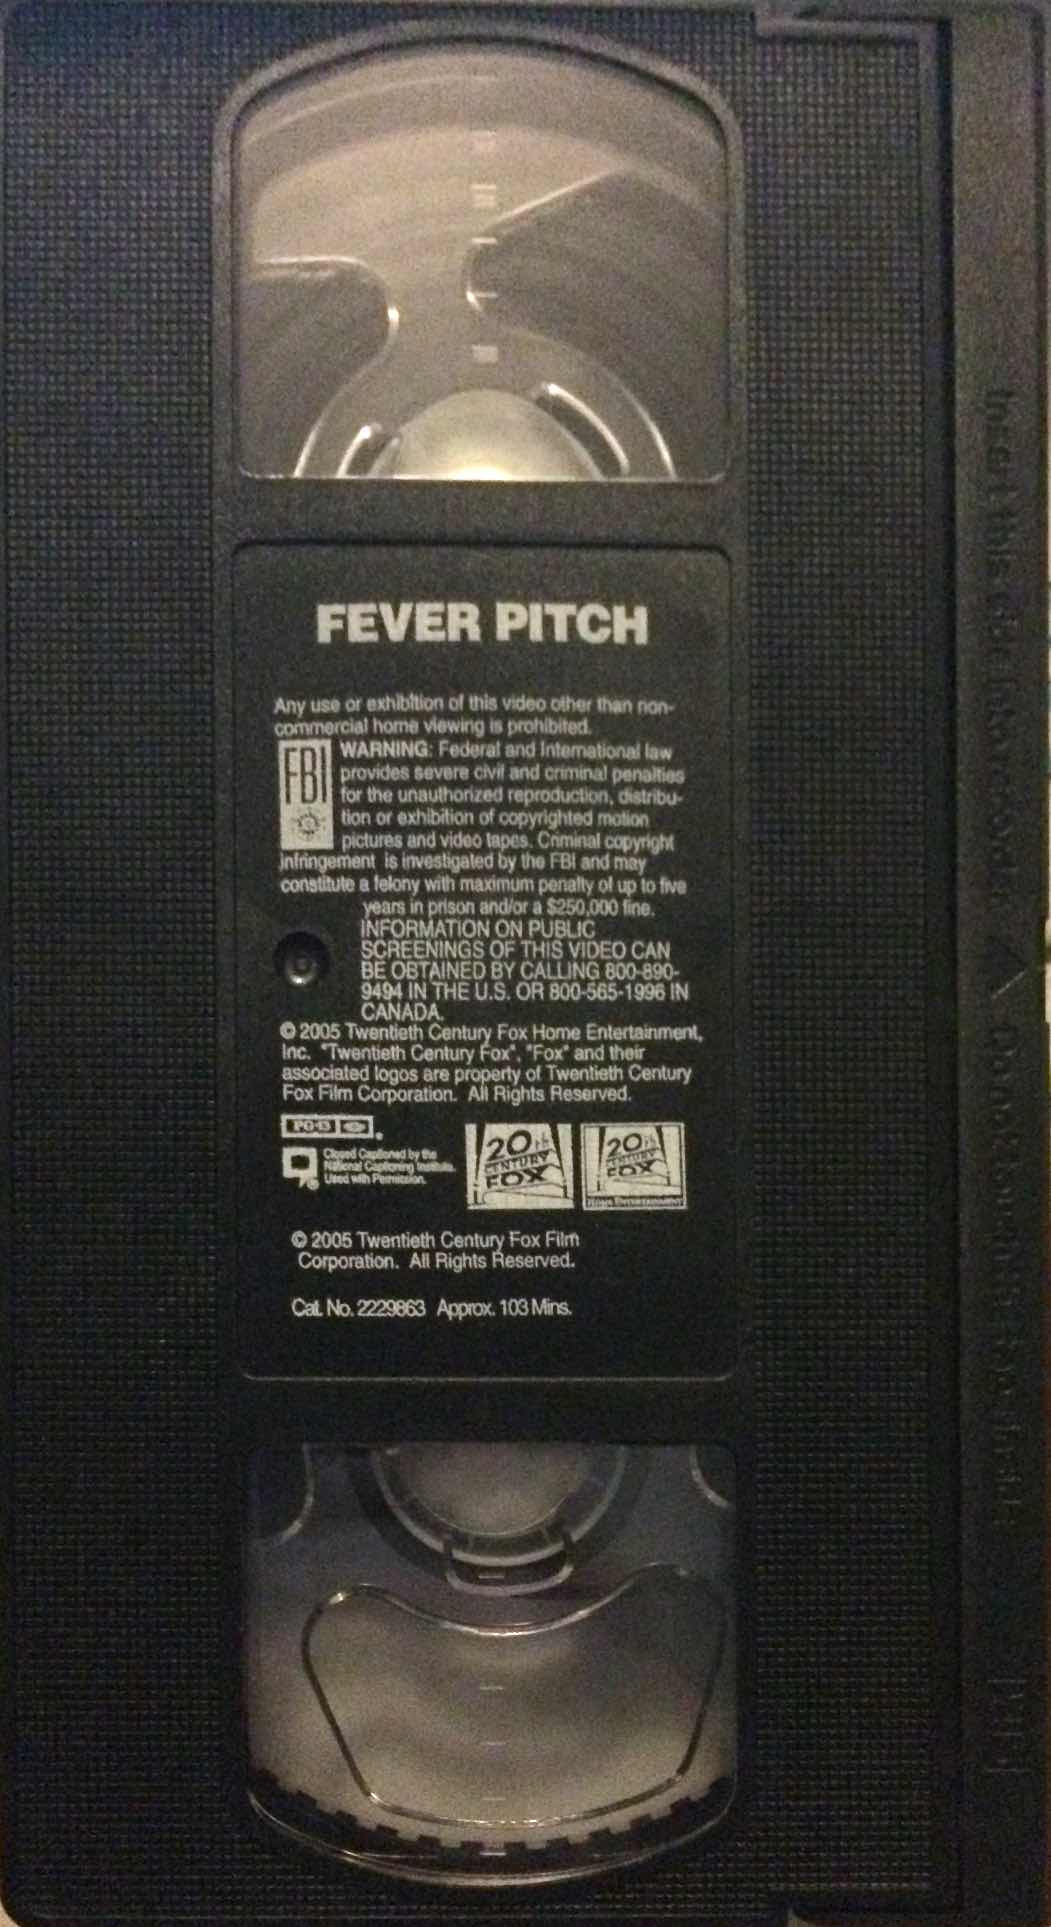 FEVER PITCH
Any use or exhibition of this video other than non-
commercial home viewing is prohibited.
FBI
WARNING: Federal and International law
provides severe civil and criminal penalties
for the unauthorized reproduction, distribu-
tion or exhibition of copyrighted motion
pictures and video tapes. Criminal copyright
infringement is investigated by the FBI and may
constitute a felony with maximum penalty of up to five
years in prison and/or a $250,000 fine.
INFORMATION ON PUBLIC
SCREENINGS OF THIS VIDEO CAN
BE OBTAINED BY CALLING 800-890-
9494 IN THE U.S. OR 800-565-1996 IN
CANADA.
© 2005 Twentieth Century Fox Home Entertainment,
Inc. "Twentieth Century Fox", "Fox" and their
associated logos are property of Twentieth Century
Fox Film Corporation. All Rights Reserved.
PG-13
Closed Captioned by the
National Captioning Institute.
Used with Permission.
20th
CENTURY
FOX
20th
CENTURY
FOX
HOME ENTERTAINMENT
© 2005 Twentieth Century Fox Film
Corporation. All Rights Reserved.
Cat. No. 2229863 Approx. 103 Mins.
Insert this side into recorder